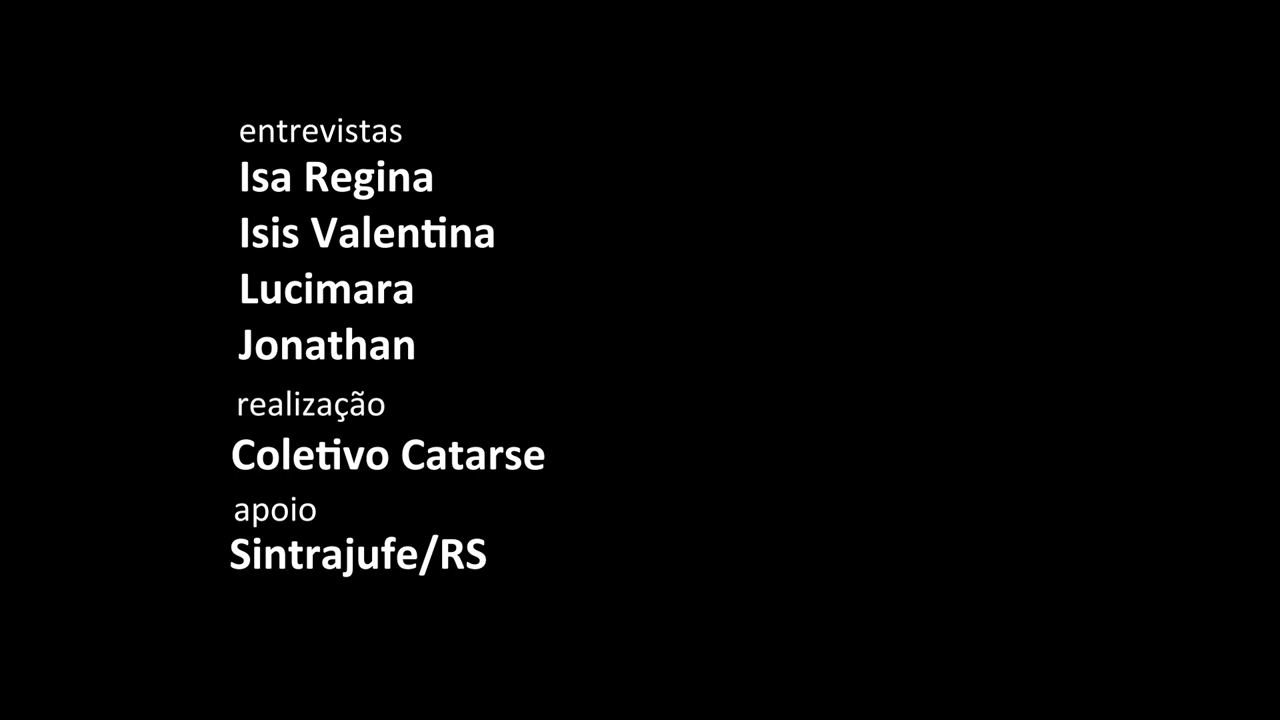 entrevistas
Isa Regina
Isis Valentina
Lucimara
Jonathan
realização
Coletivo Catarse
apoio
Sintrajufe/RS